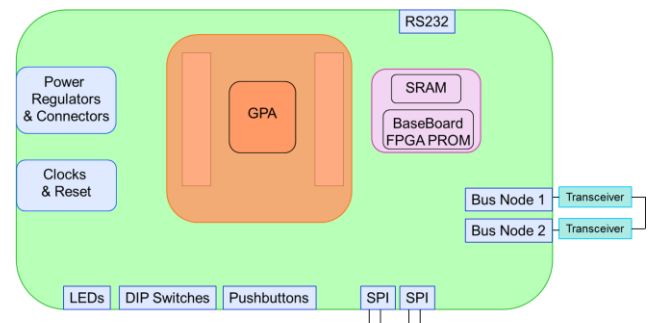 RS232
Power
Regulators
& Connectors
GPA
SRAM
BaseBoard
FPGA PROM
Clocks
& Reset
Bus Node 1
Transceiver
Bus Node 2
Transceiver
LEDs
DIP Switches
Pushbuttons
SPI
SPI